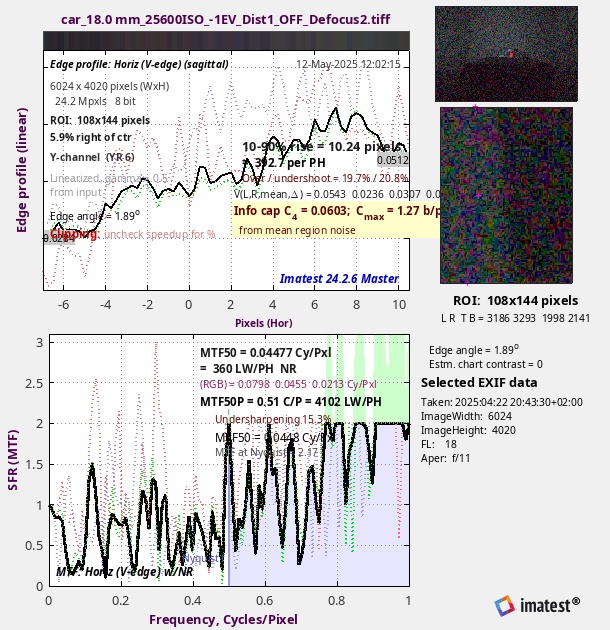 car_18.0 mm_25600ISO_-1EV_Dist1_OFF_Defocus2.tiff
Edge profile: Horiz (V-edge) (sagittal)
12-May-2025 12:02:15
6024 x 4020 pixels (WxH)
24.2 Mpxls 8 bit
ROI: 108x144 pixels
5.9% right of ctr
Y-channel (YR 6)
Linearized, gamma = 0.5
from input
Edge angle = 1.89º
Clipping: uncheck speedup for %
10-90% rise = 10.24 pixels
= 392.7 per PH
0.0512
Over / undershoot = 19.7% / 20.8%
V(L,R,mean,Δ) = 0.0543 0.0236 0.0307 0.0
Info cap C4 = 0.0603; Cmax = 1.27 b/p
from mean region noise
Imatest 24.2.6 Master
Edge profile (linear)
-6 -4 -2 0 2 4 6 8 10
Pixels (Hor)
ROI: 108x144 pixels
L R T B = 3186 3293 1998 2141
Edge angle = 1.89º
Estm. chart contrast = 0
Selected EXIF data
Taken: 2025:04:22 20:43:30+02:00
ImageWidth: 6024
ImageHeight: 4020
FL: 18
Aper: f/11
MTF50 = 0.04477 Cy/Pxl
= 360 LW/PH NR
(RGB) = 0.0798 0.0455 0.0213 Cy/Pxl
MTF50P = 0.51 C/P = 4102 LW/PH
Undersharpening 15.3%
MTF50 = 0.0448 Cy/Pxl
MTF at Nyquist = 2.17
Nyquist
MTF: Horiz (V-edge) w/NR
SFR (MTF)
3
2.5
2
1.5
1
0.5
0
0 0.2 0.4 0.6 0.8 1
Frequency, Cycles/Pixel
imatest®